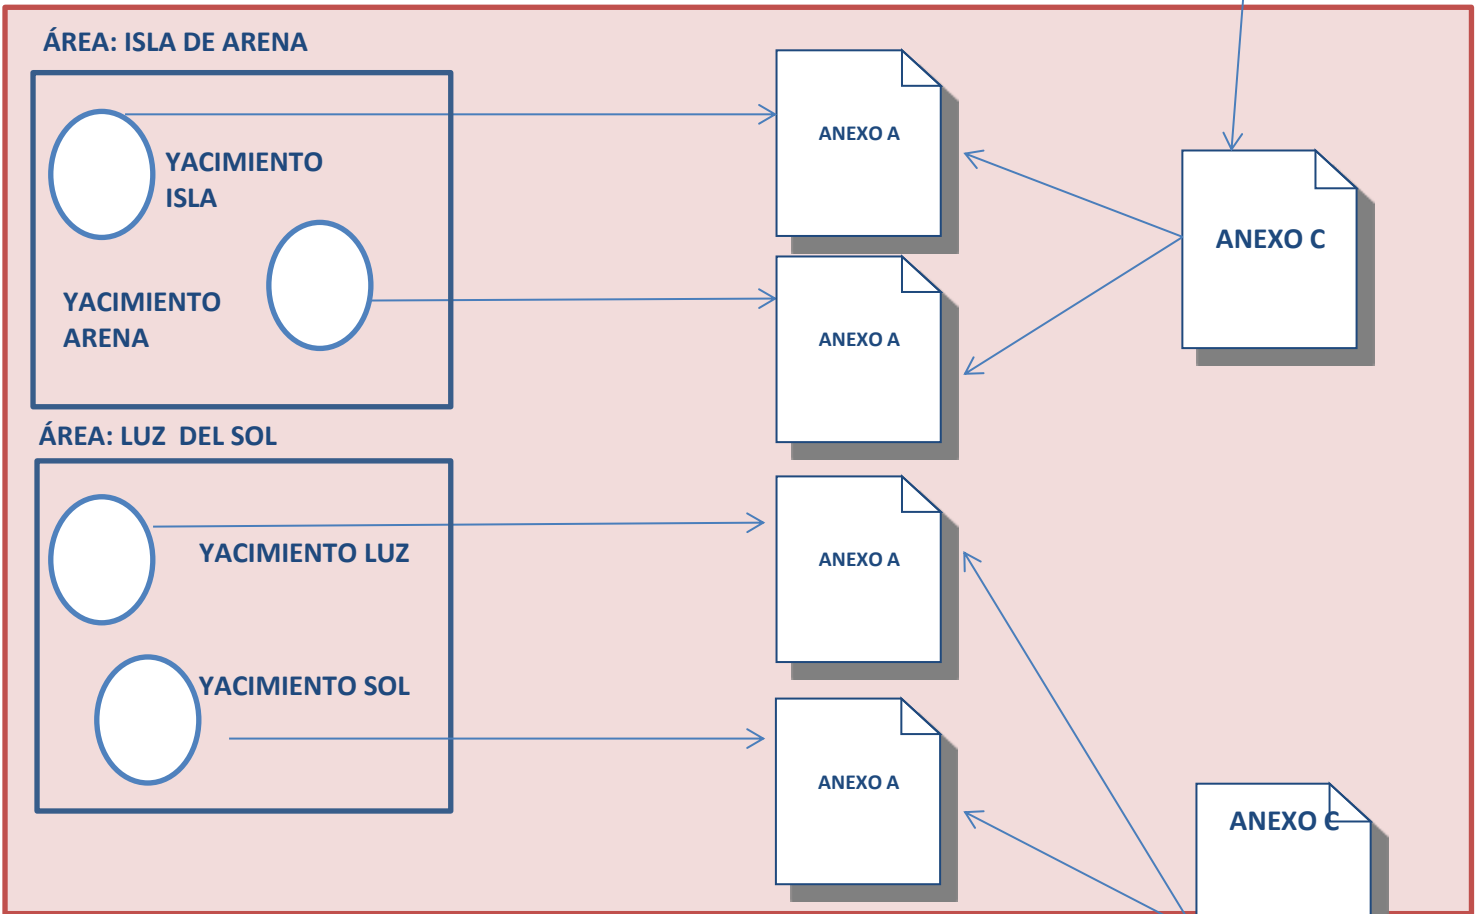 ÁREA: ISLA DE ARENA
YACIMIENTO
ISLA
YACIMIENTO
ARENA
ANEXO A
ANEXO A
ANEXO C
ÁREA: LUZ  DEL SOL
YACIMIENTO LUZ
YACIMIENTO SOL
ANEXO A
ANEXO A
ANEXO C